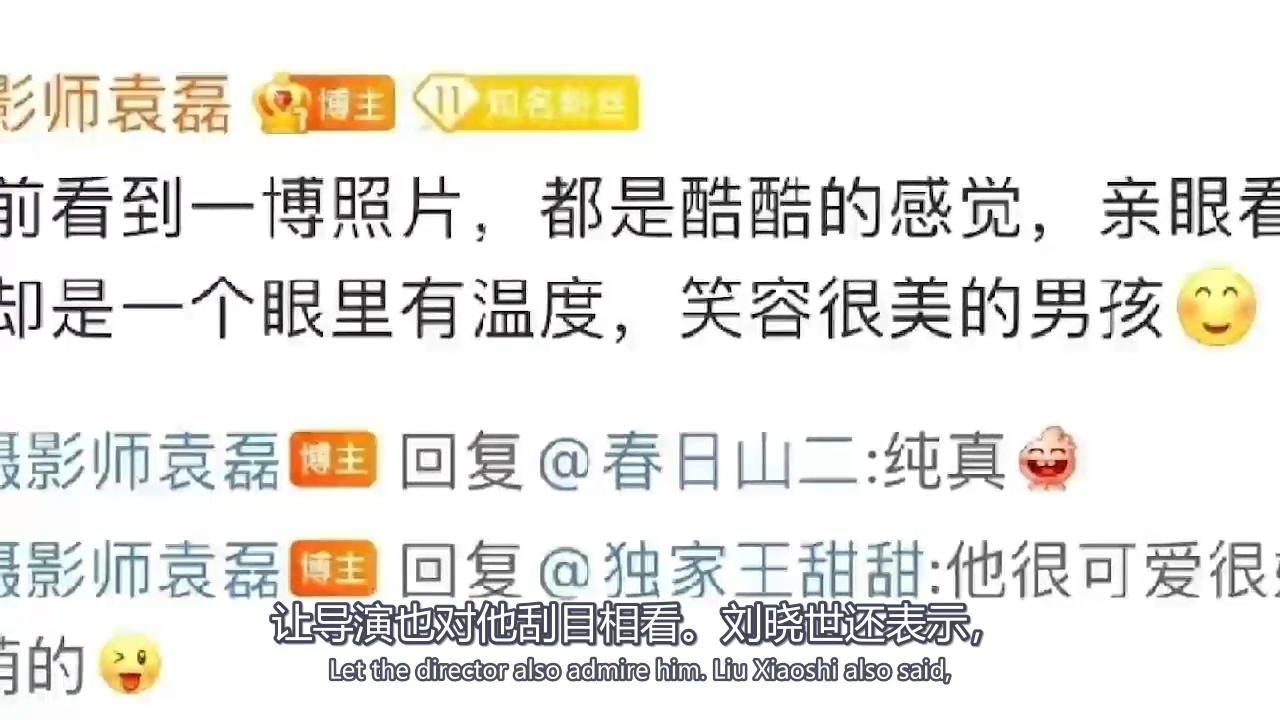 影师袁磊 博主 11 知名粉丝
前看到一博照片，都是酷酷的感觉，亲眼看
却是一个眼里有温度，笑容很美的男孩
摄影师袁磊 博主 回复@春日山二:纯真
摄影师袁磊 博主 回复@独家王甜甜:他很可爱很
萌的
让导演也对他刮目相看。刘晓世还表示，
Let the director also admire him. Liu Xiaoshi also said,